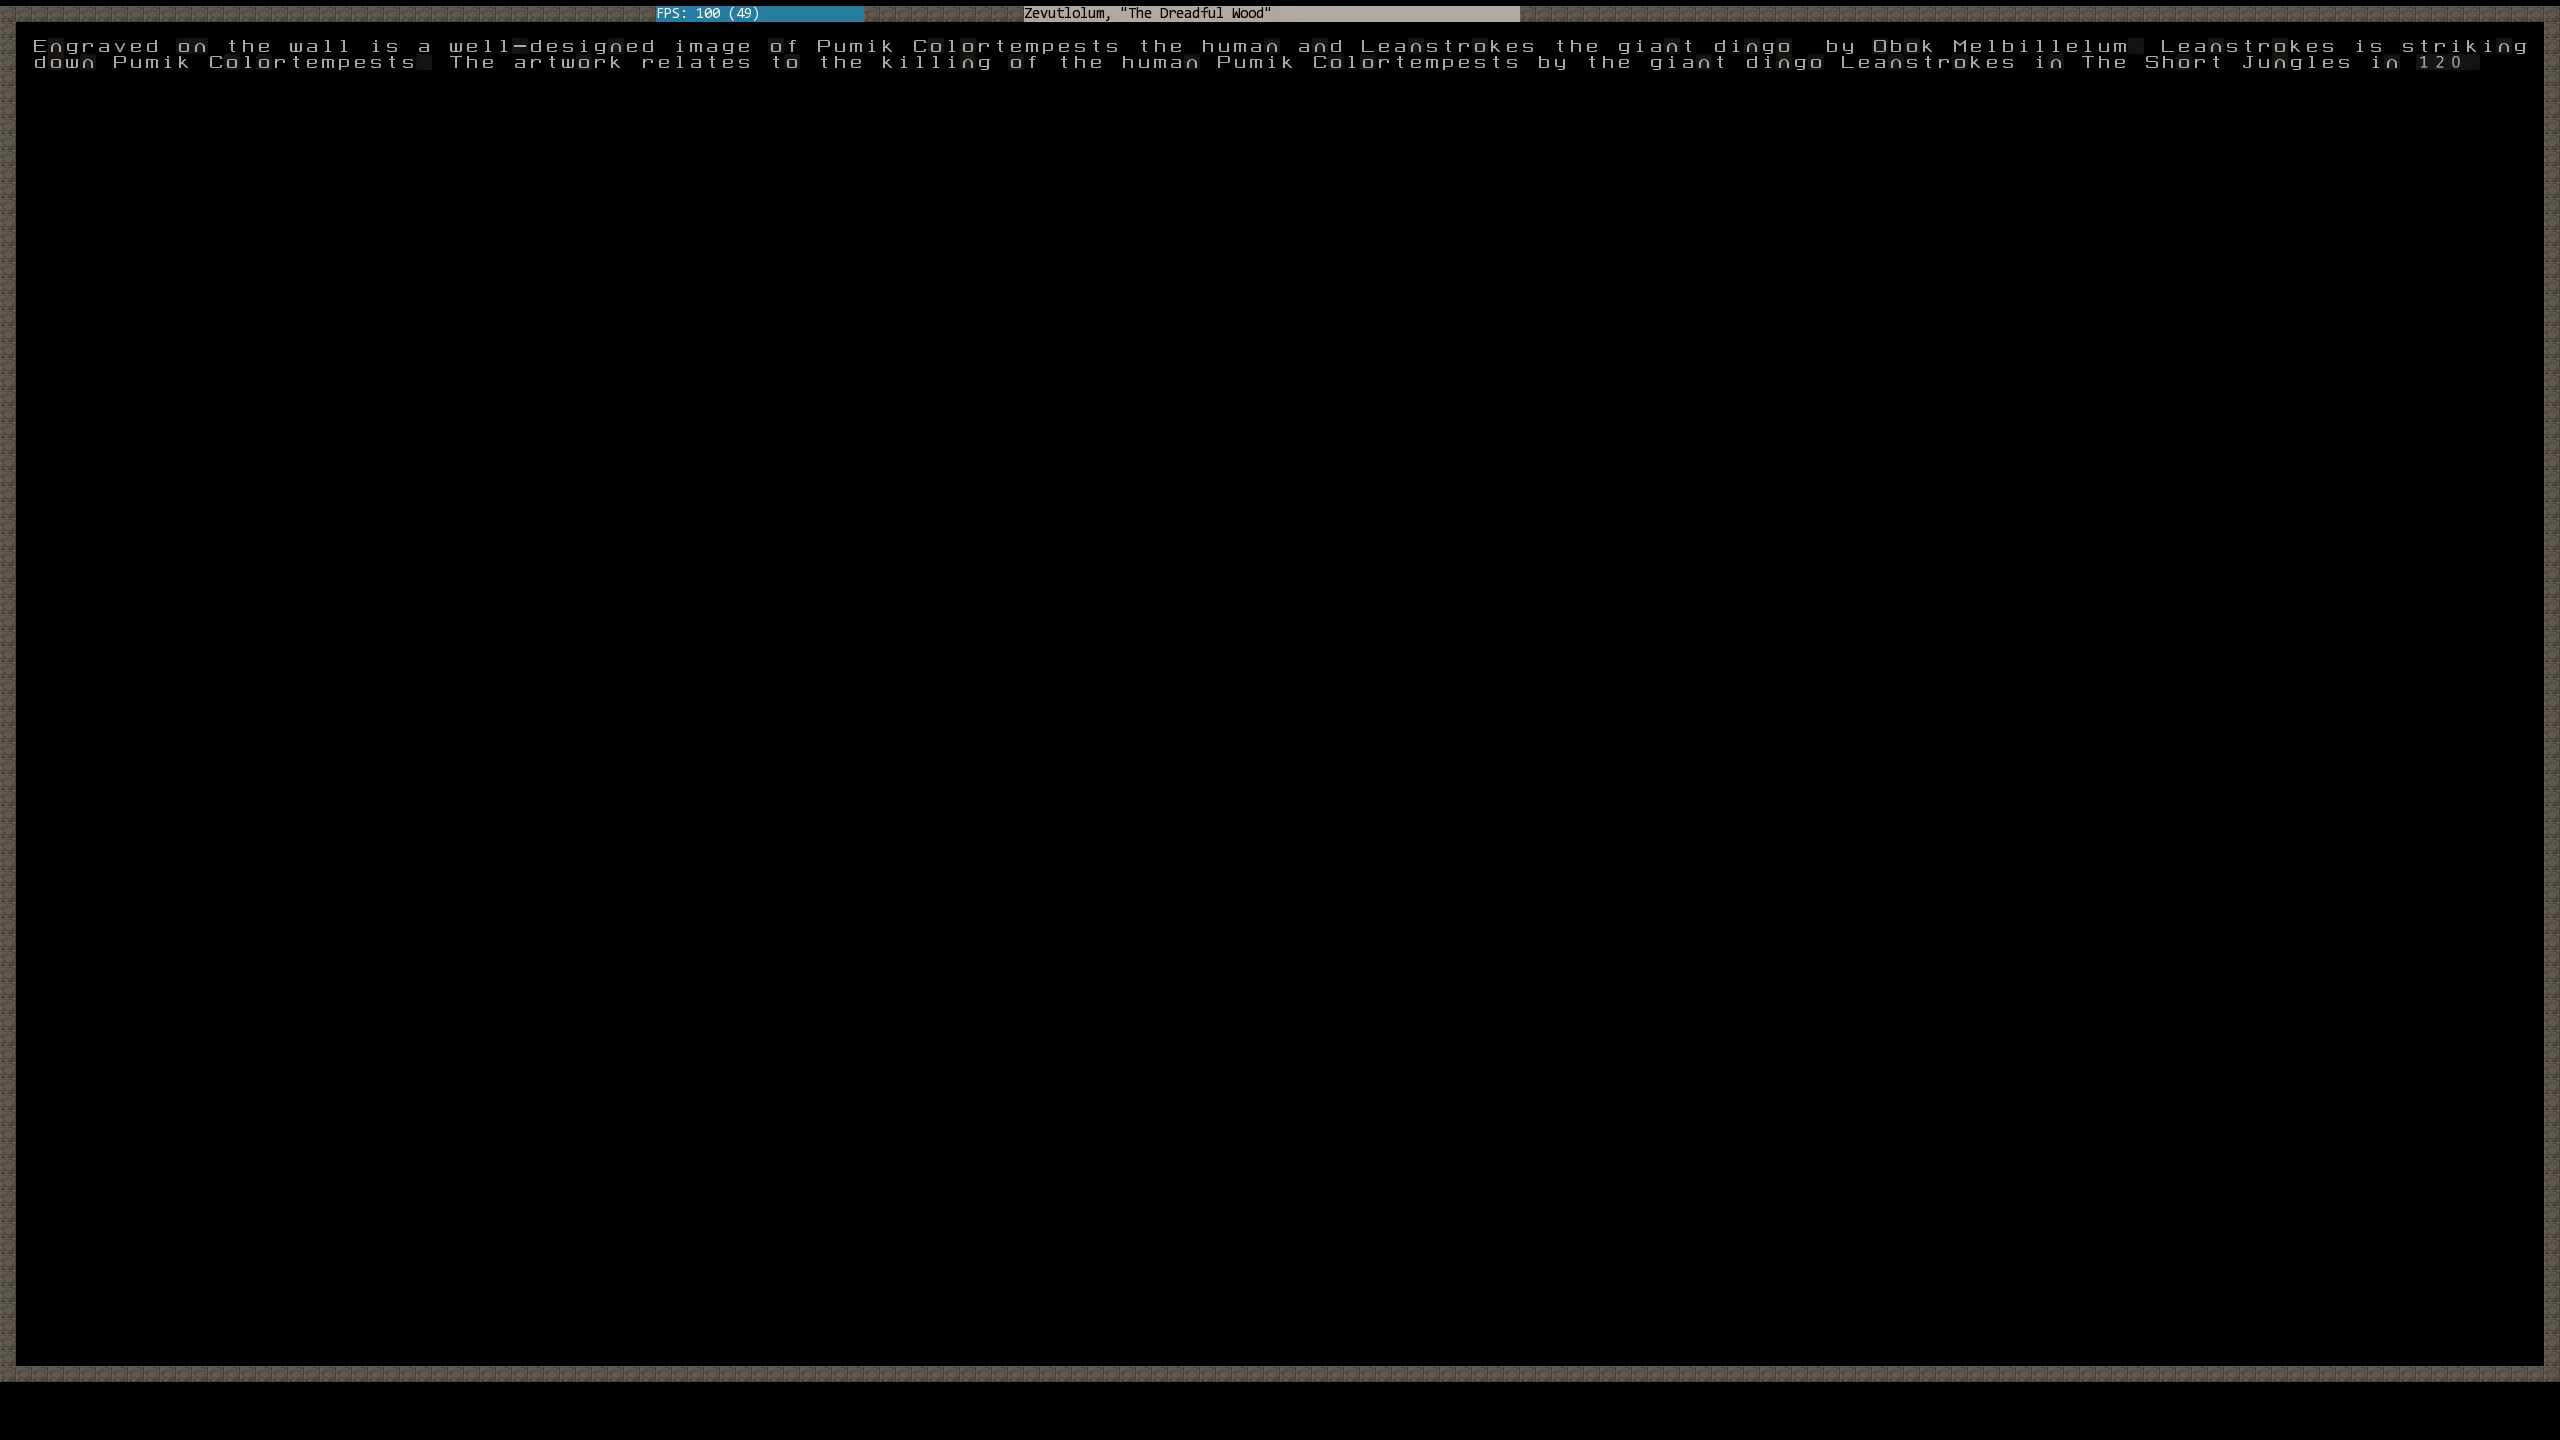 FPS: 100 (49) Zevutlolum, "The Dreadful Wood"
Engraved on the wall is a well-designed image of Pumik Colortempests the human and Leanstrokes the giant dingo by Obok Melbillelum Leanstrokes is striking
down Pumik Colortempests The artwork relates to the killing of the human Pumik Colortempests by the giant dingo Leanstrokes in The Short Jungles in 120